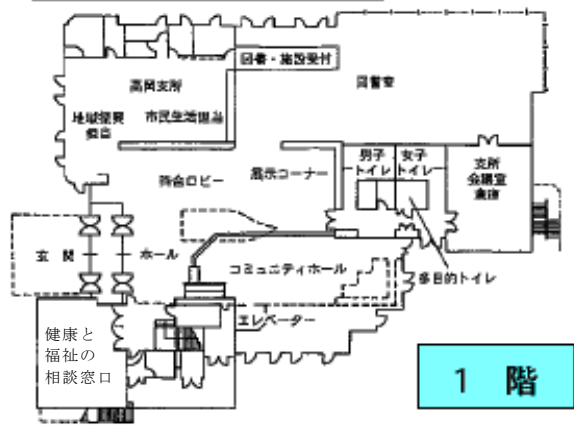 図書・施設受付
高岡支所
図書室
地域振興
担当
市民生活担当
待合ロビー
展示コーナー
男子
トイレ
女子
トイレ
支所
会議室
書庫
玄関
ホール
コミュニティホール
多目的トイレ
エレベーター
健康と
福祉の
相談窓口
1 階